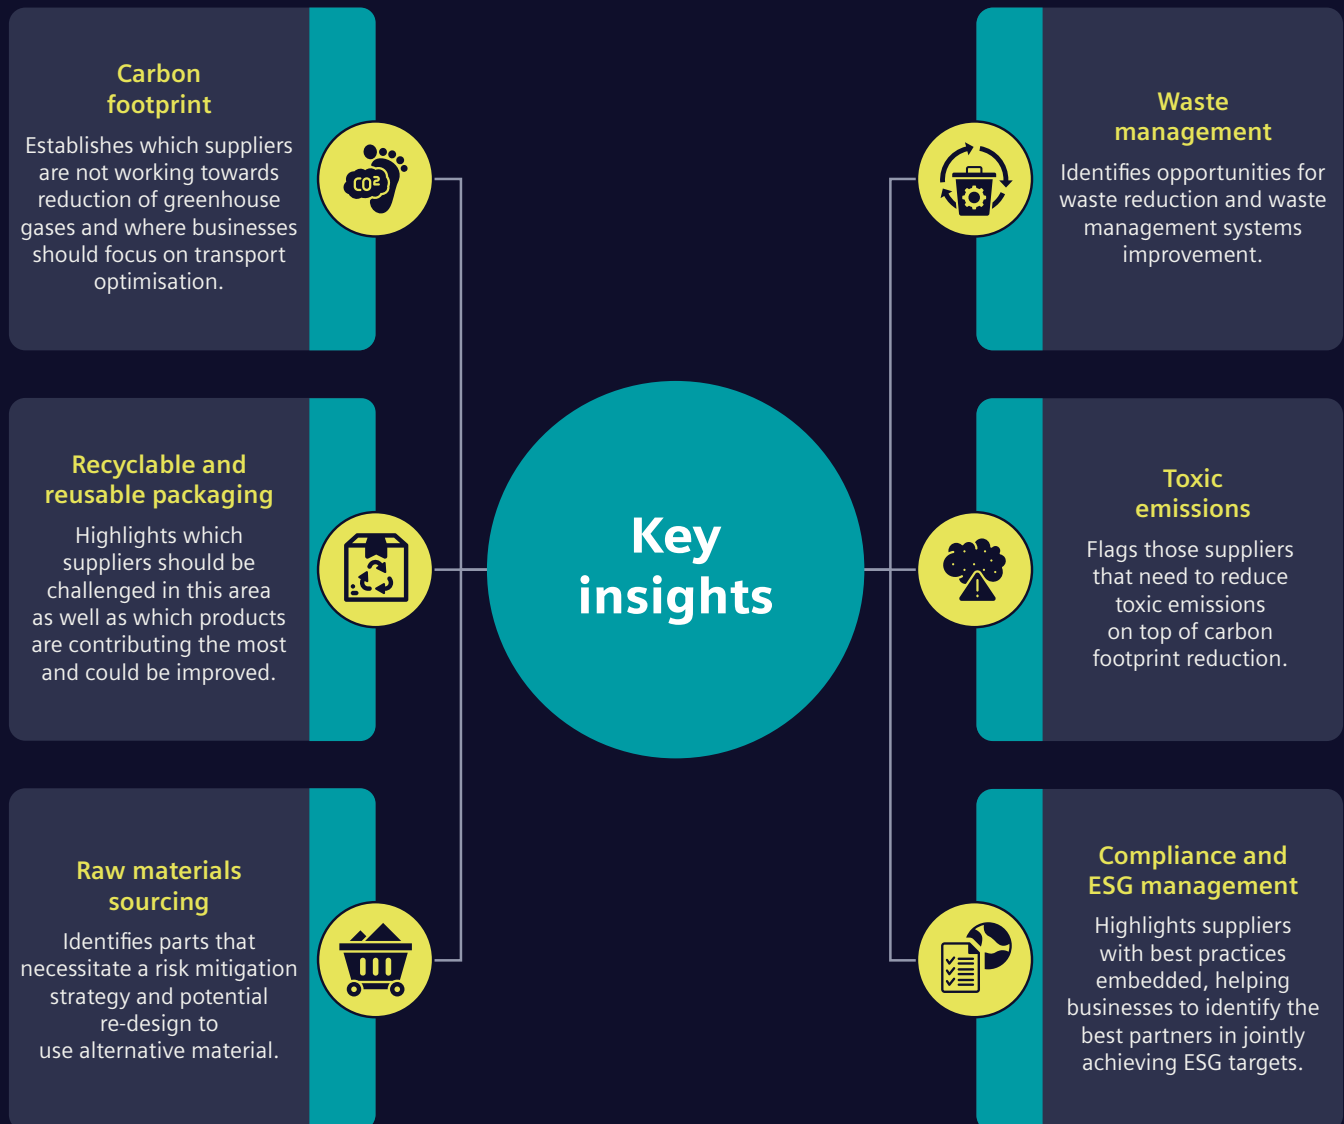 Carbon
footprint
Establishes which suppliers
are not working towards
reduction of greenhouse
gases and where businesses
should focus on transport
optimisation.
CO²
Recyclable and
reusable packaging
Highlights which
suppliers should be
challenged in this area
as well as which products
are contributing the most
and could be improved.
Raw materials
sourcing
Identifies parts that
necessitate a risk mitigation
strategy and potential
re-design to
use alternative material.
Key
insights
Waste
management
Identifies opportunities for
waste reduction and waste
management systems
improvement.
Toxic
emissions
Flags those suppliers
that need to reduce
toxic emissions
on top of carbon
footprint reduction.
Compliance and
ESG management
Highlights suppliers
with best practices
embedded, helping
businesses to identify the
best partners in jointly
achieving ESG targets.